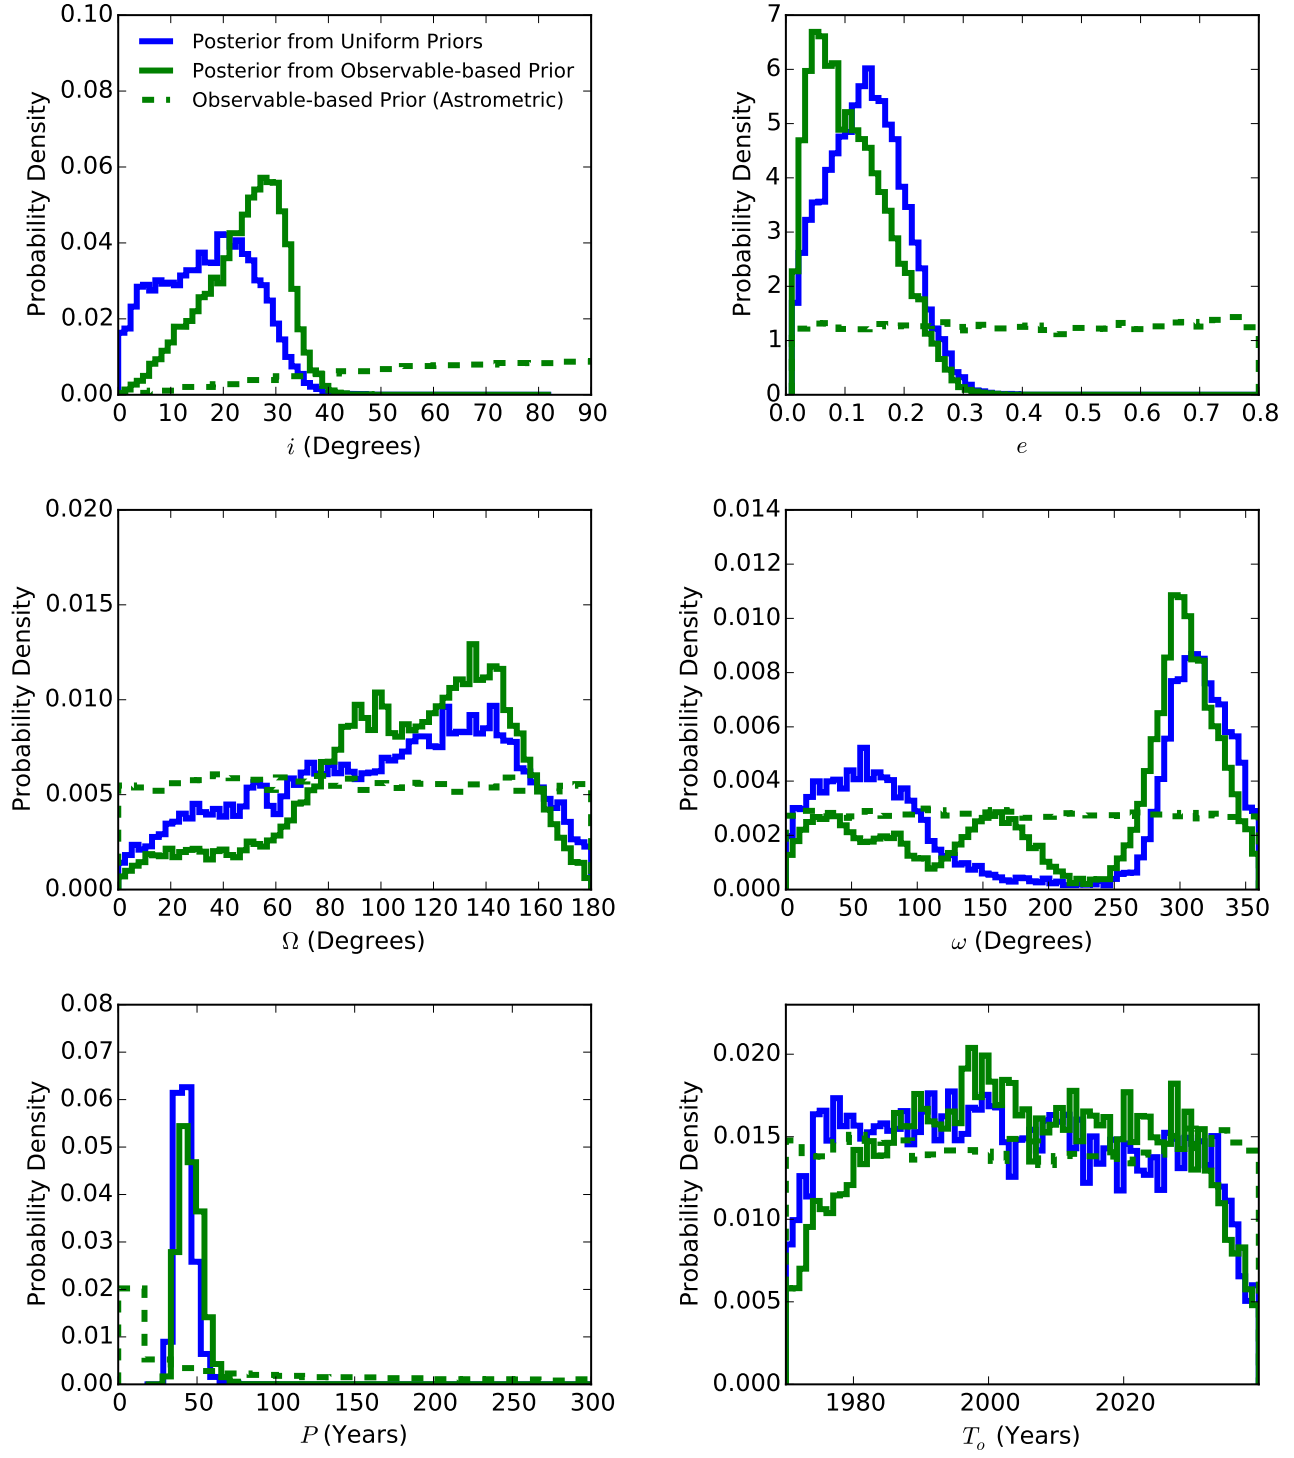 0.10
0.08
0.06
0.04
0.02
0.00
Probability Density
Posterior from Uniform Priors
Posterior from Observable-based Prior
Observable-based Prior (Astrometric)
0 10 20 30 40 50 60 70 80 90
i (Degrees)
7
6
5
4
3
2
1
0
Probability Density
0.0 0.1 0.2 0.3 0.4 0.5 0.6 0.7 0.8
e
0.020
0.015
0.010
0.005
0.000
Probability Density
0 20 40 60 80 100 120 140 160 180
Ω (Degrees)
0.014
0.012
0.010
0.008
0.006
0.004
0.002
0.000
Probability Density
0 50 100 150 200 250 300 350
ω (Degrees)
0.08
0.07
0.06
0.05
0.04
0.03
0.02
0.01
0.00
Probability Density
0 50 100 150 200 250 300
P (Years)
0.020
0.015
0.010
0.005
0.000
Probability Density
1980 2000 2020
T_o (Years)